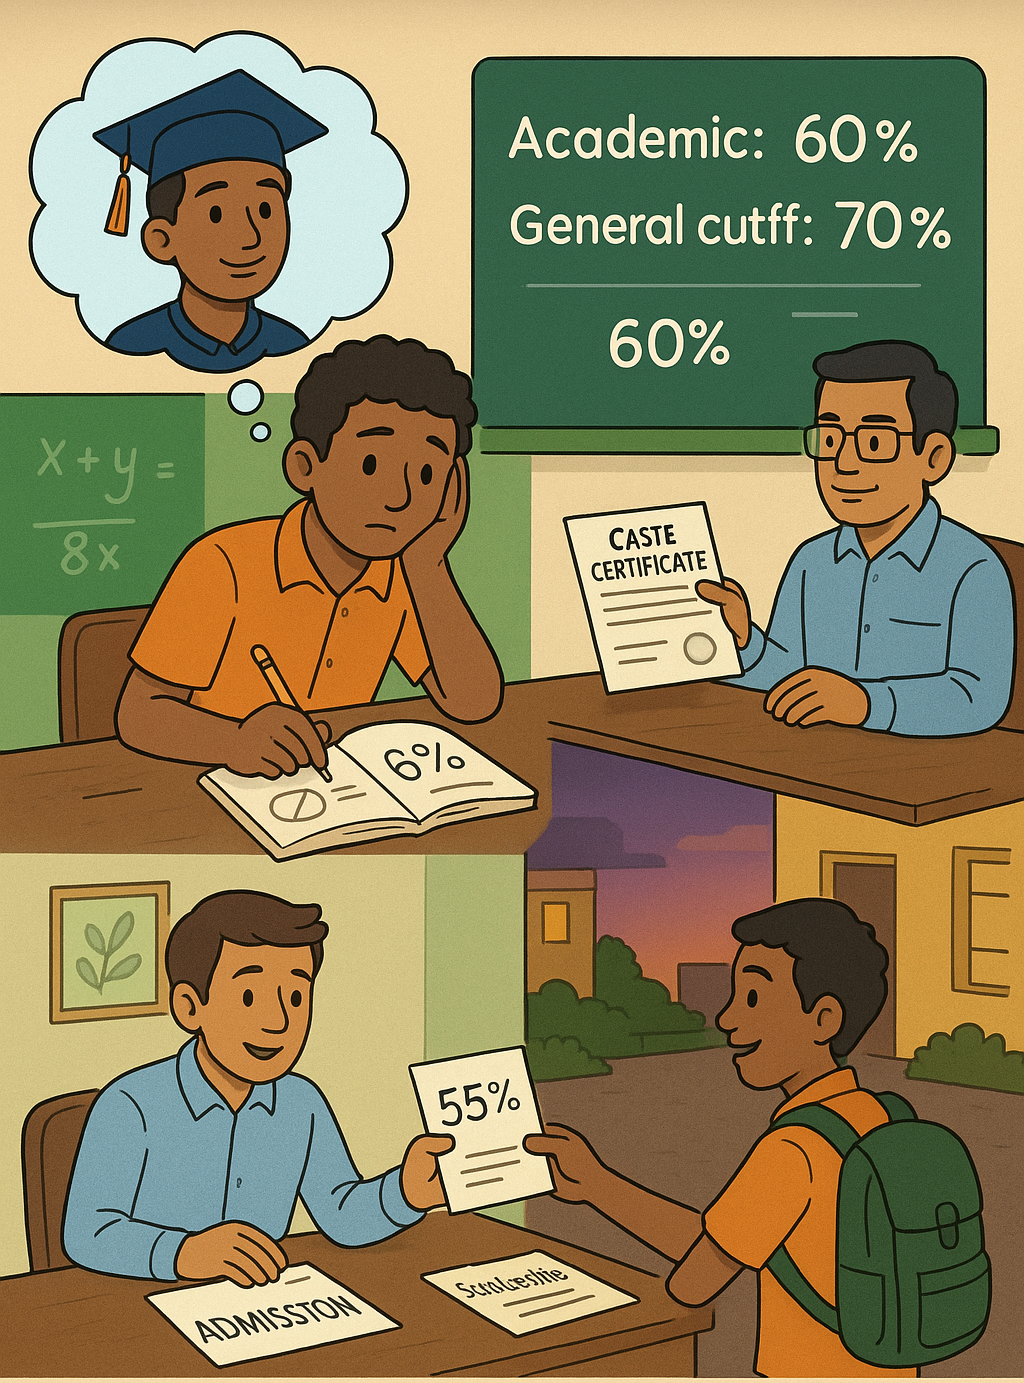 Academic: 60%
General cutff: 70%
60%
x + y =
8x
CASTE
CERTIFICATE
6%
55%
ADMISSTON